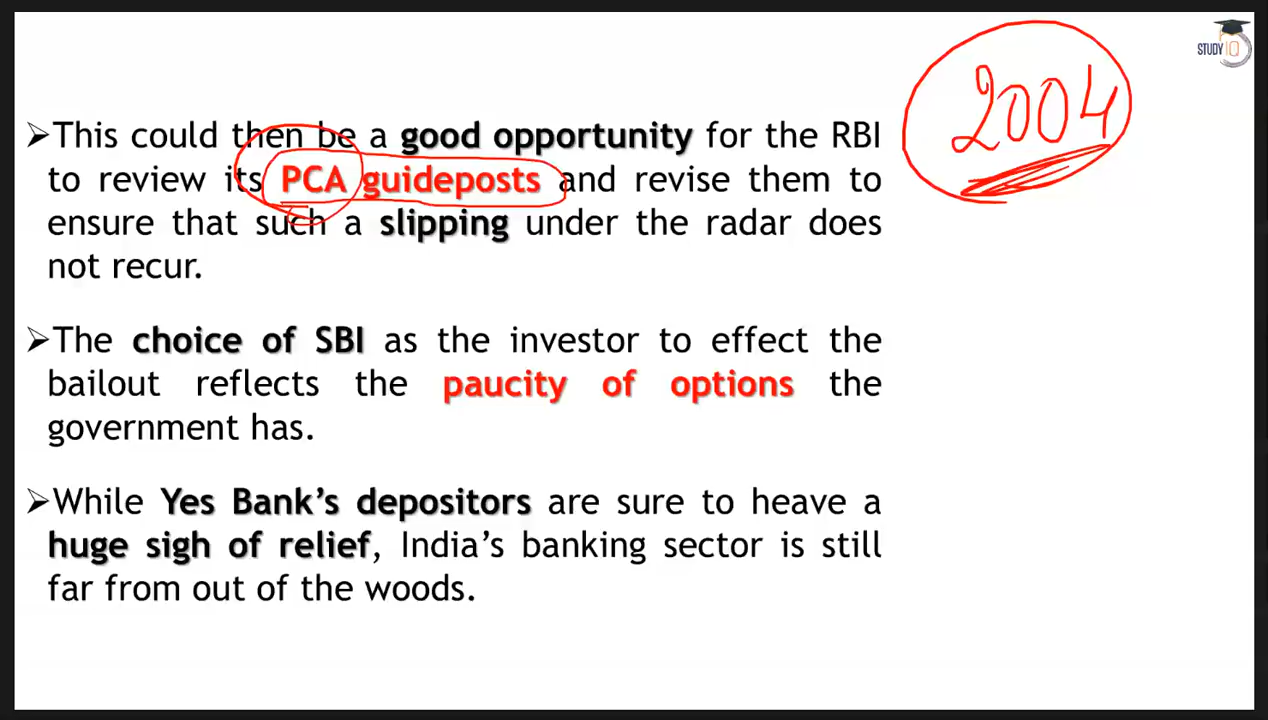 STUDY IQ
2004
➢This could then be a good opportunity for the RBI
to review its PCA guideposts and revise them to
ensure that such a slipping under the radar does
not recur.
➢The choice of SBI as the investor to effect the
bailout reflects the paucity of options the
government has.
➢While Yes Bank’s depositors are sure to heave a
huge sigh of relief, India’s banking sector is still
far from out of the woods.